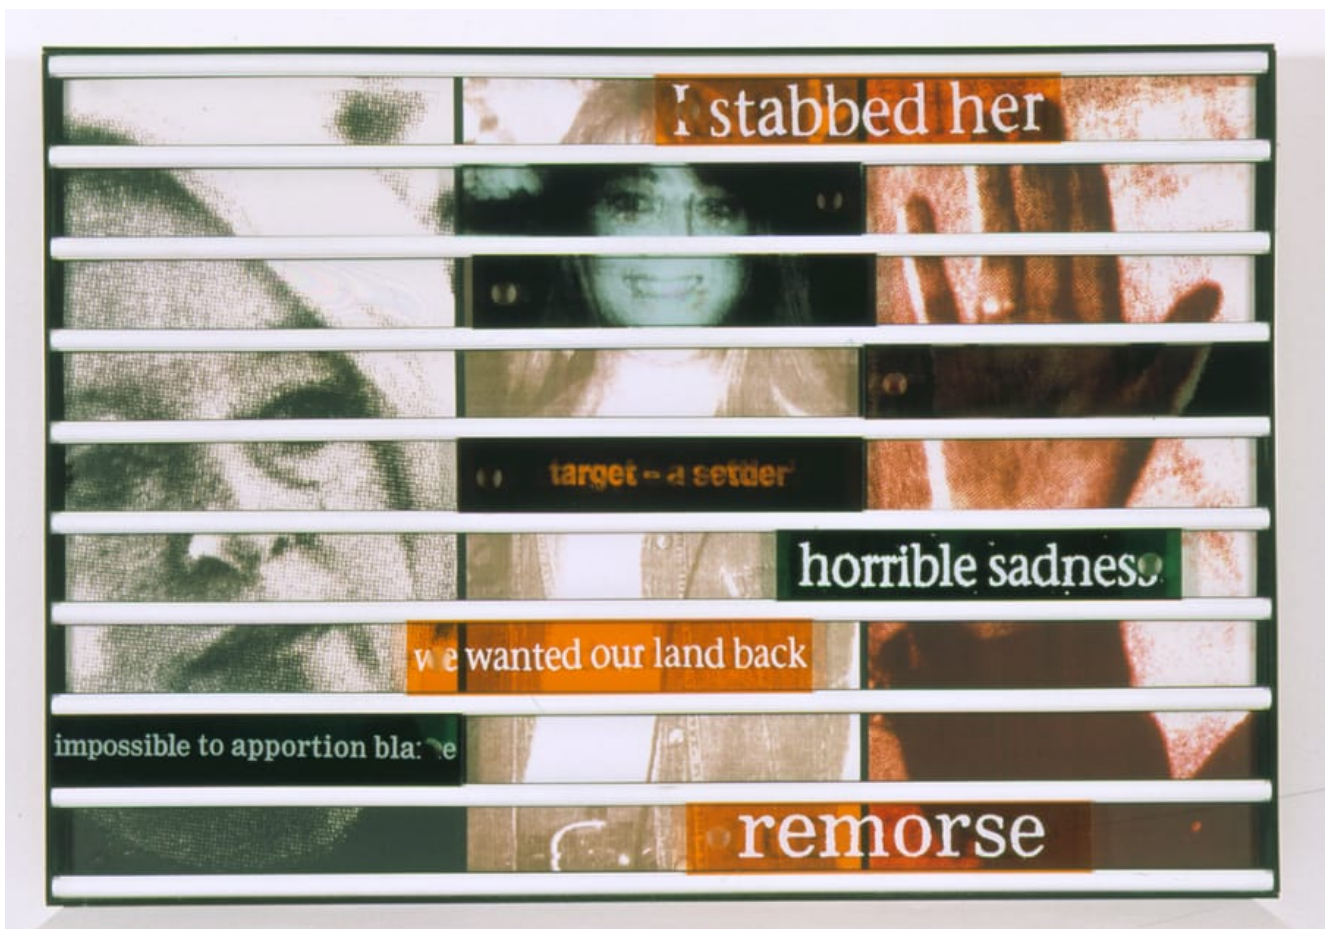 I stabbed her
target - a settler
horrible sadness
we wanted our land back
impossible to apportion blame
remorse